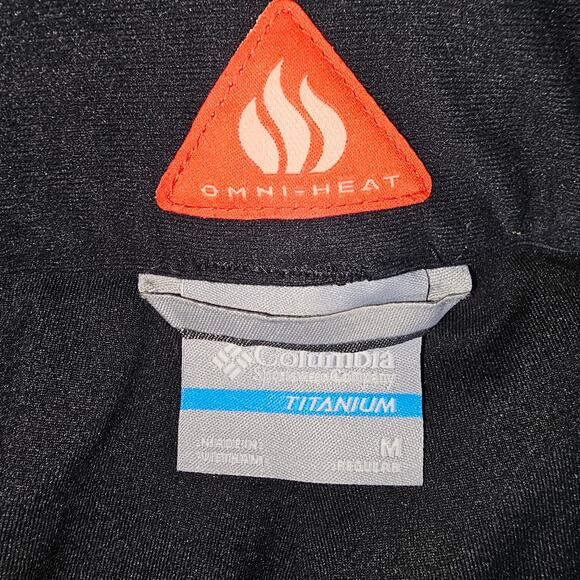 OMNI-HEAT
Columbia
Sportswear Company
TITANIUM
MADE IN
VIETNAM
M
REGULAR